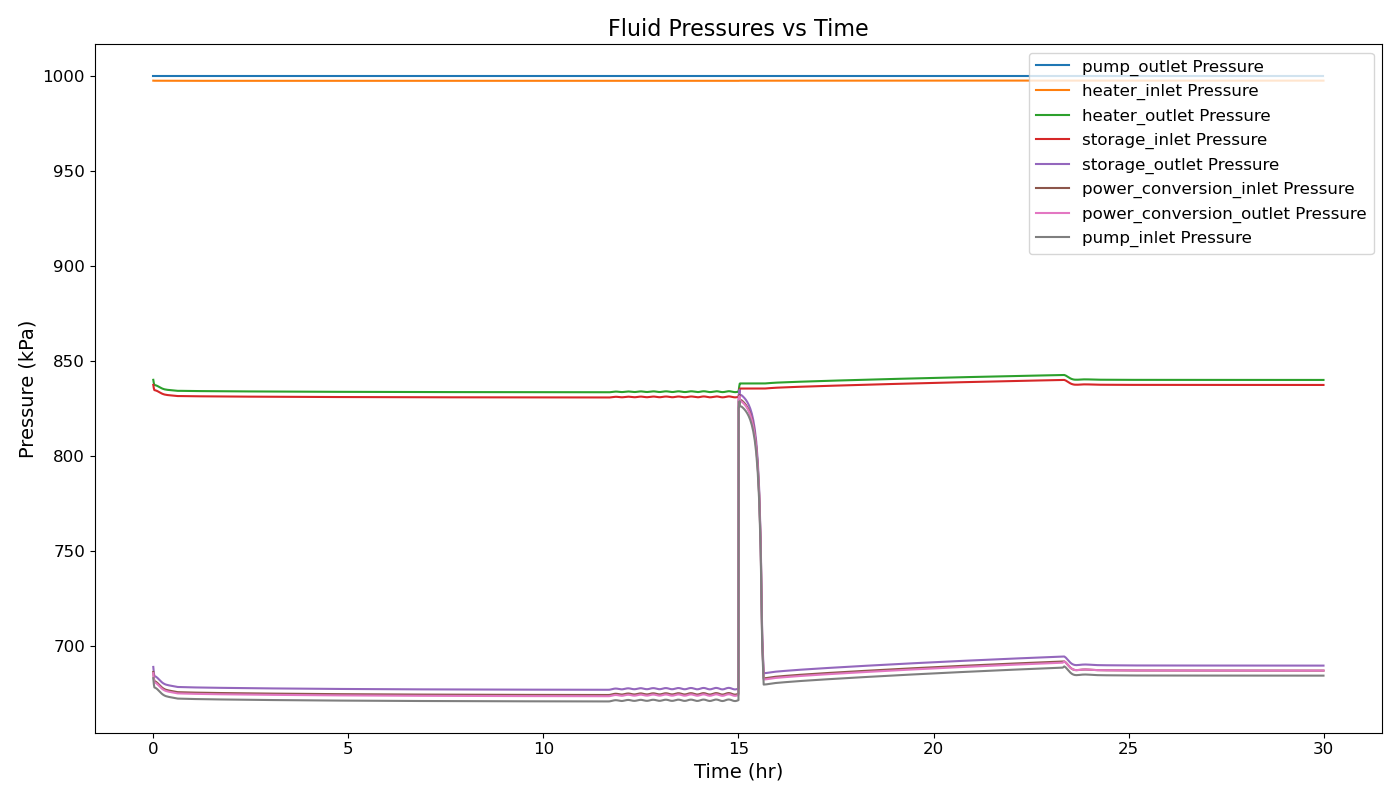 Fluid Pressures vs Time
pump_outlet Pressure
heater_inlet Pressure
heater_outlet Pressure
storage_inlet Pressure
storage_outlet Pressure
power_conversion_inlet Pressure
power_conversion_outlet Pressure
pump_inlet Pressure
Pressure (kPa)
1000
950
900
850
800
750
700
0 5 10 15 20 25 30
Time (hr)